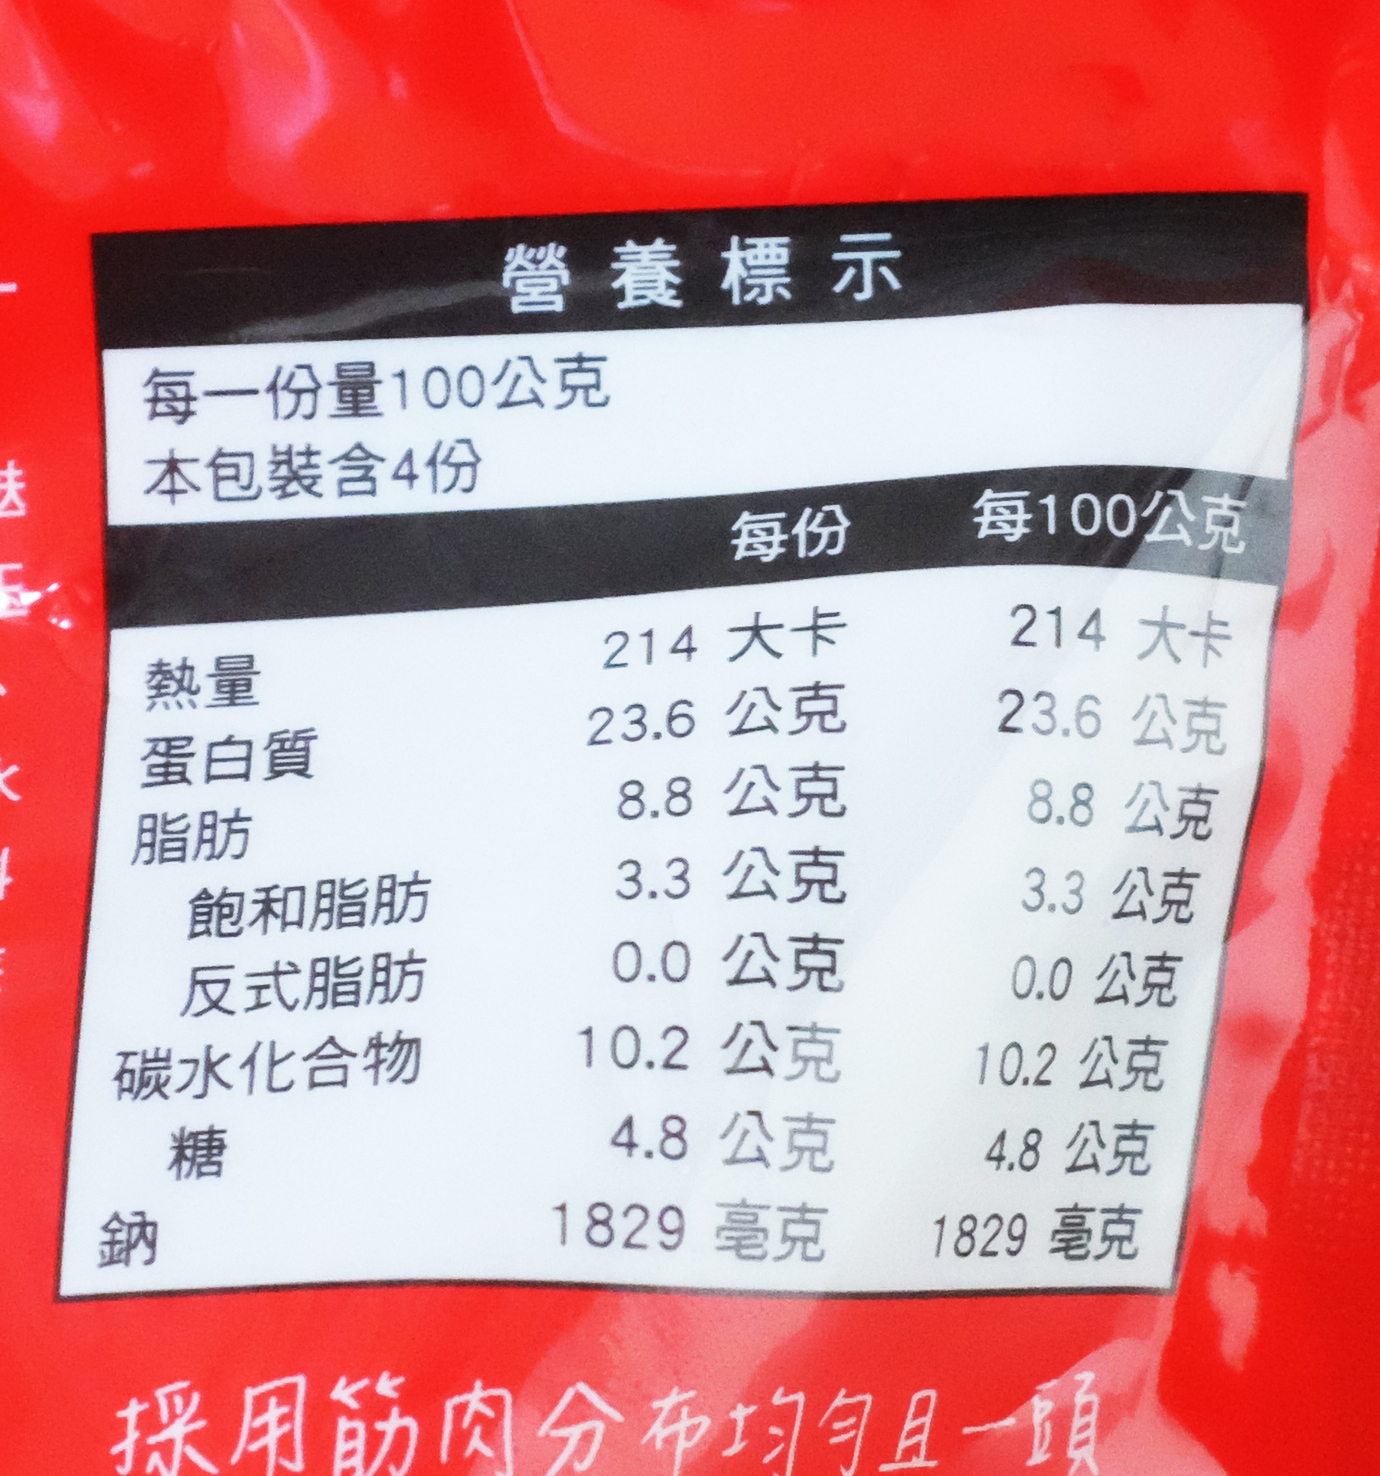 營養標示
每一份量100公克
本包裝含4份
每份 每100公克
熱量 214 大卡 214 大卡
蛋白質 23.6 公克 23.6 公克
脂肪 8.8 公克 8.8 公克
飽和脂肪 3.3 公克 3.3 公克
反式脂肪 0.0 公克 0.0 公克
碳水化合物 10.2 公克 10.2 公克
糖 4.8 公克 4.8 公克
鈉 1829 毫克 1829 毫克
採用筋肉分布均勻且一頭